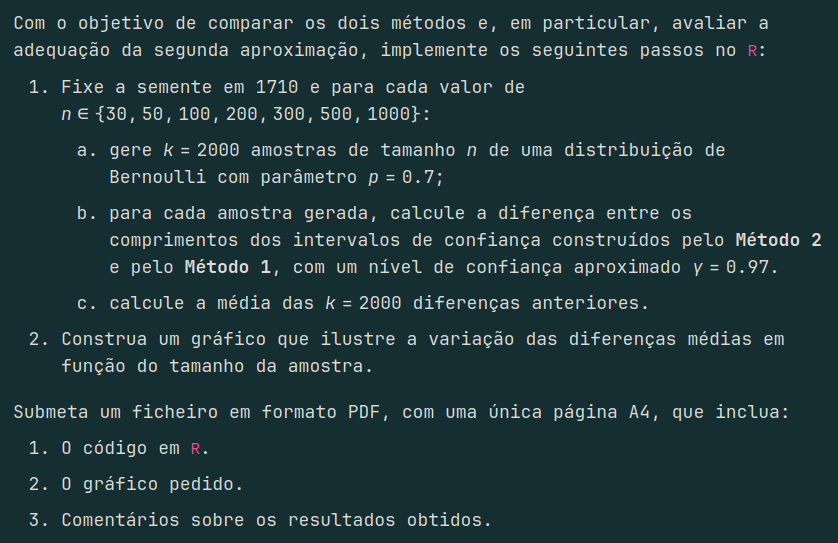 Com o objetivo de comparar os dois métodos e, em particular, avaliar a
adequação da segunda aproximação, implemente os seguintes passos no R:
1. Fixe a semente em 1710 e para cada valor de
n ∈ {30, 50, 100, 200, 300, 500, 1000}:
a. gere k = 2000 amostras de tamanho n de uma distribuição de
Bernoulli com parâmetro p = 0.7;
b. para cada amostra gerada, calcule a diferença entre os
comprimentos dos intervalos de confiança construídos pelo Método 2
e pelo Método 1, com um nível de confiança aproximado γ = 0.97.
c. calcule a média das k = 2000 diferenças anteriores.
2. Construa um gráfico que ilustre a variação das diferenças médias em
função do tamanho da amostra.
Submeta um ficheiro em formato PDF, com uma única página A4, que inclua:
1. O código em R.
2. O gráfico pedido.
3. Comentários sobre os resultados obtidos.